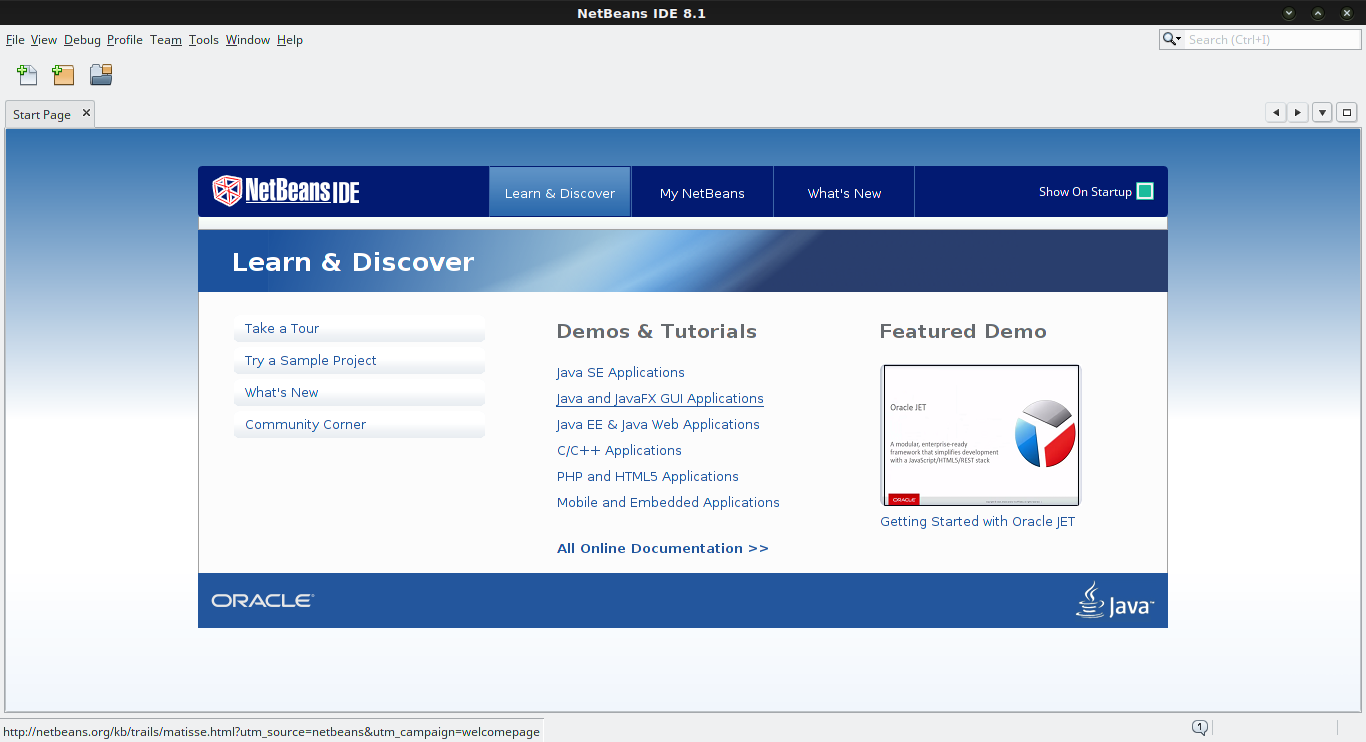 NetBeans IDE 8.1
File View Debug Profile Team Tools Window Help
Search (Ctrl+I)
Start Page
NetBeans IDE
Learn & Discover
My NetBeans
What's New
Show On Startup
Learn & Discover
Take a Tour
Try a Sample Project
What's New
Community Corner
Demos & Tutorials
Java SE Applications
Java and JavaFX GUI Applications
Java EE & Java Web Applications
C/C++ Applications
PHP and HTML5 Applications
Mobile and Embedded Applications
All Online Documentation >>
Featured Demo
Oracle JET
A modular, enterprise-ready
framework that simplifies development
with a JavaScript/HTML5/REST stack
ORACLE
Getting Started with Oracle JET
ORACLE
Java™
http://netbeans.org/kb/trails/matisse.html?utm_source=netbeans&utm_campaign=welcomepage
1